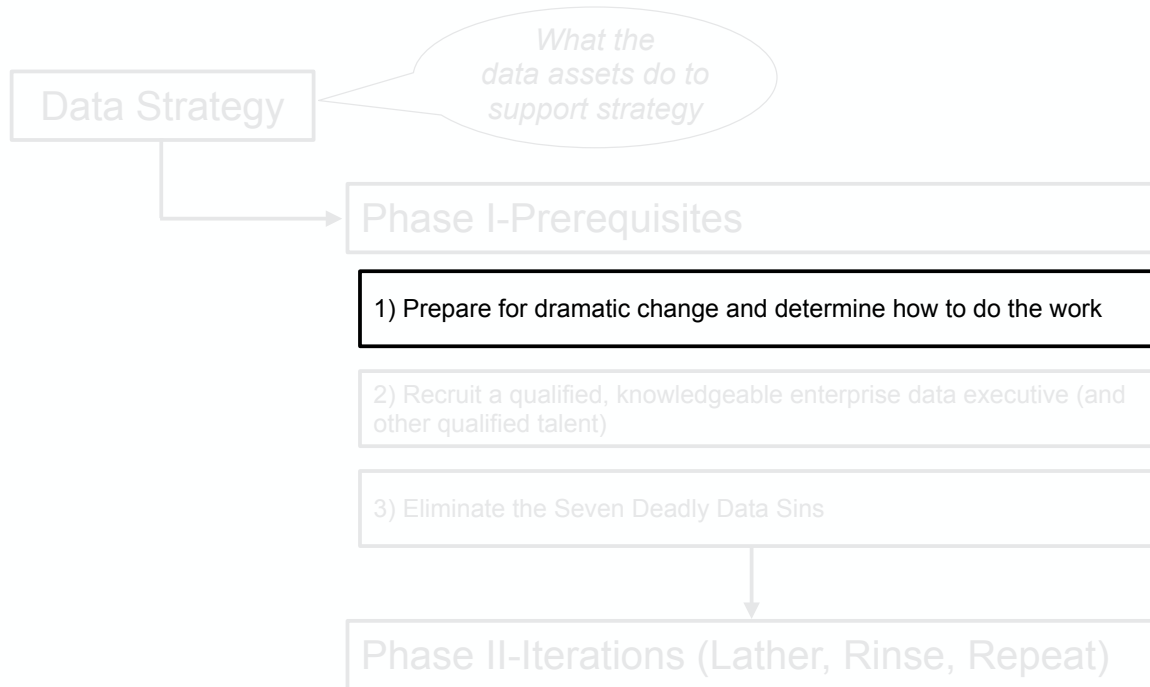 What the
data assets do to
support strategy
Data Strategy
Phase I-Prerequisites
1) Prepare for dramatic change and determine how to do the work
2) Recruit a qualified, knowledgeable enterprise data executive (and
other qualified talent)
3) Eliminate the Seven Deadly Data Sins
Phase II-Iterations (Lather, Rinse, Repeat)